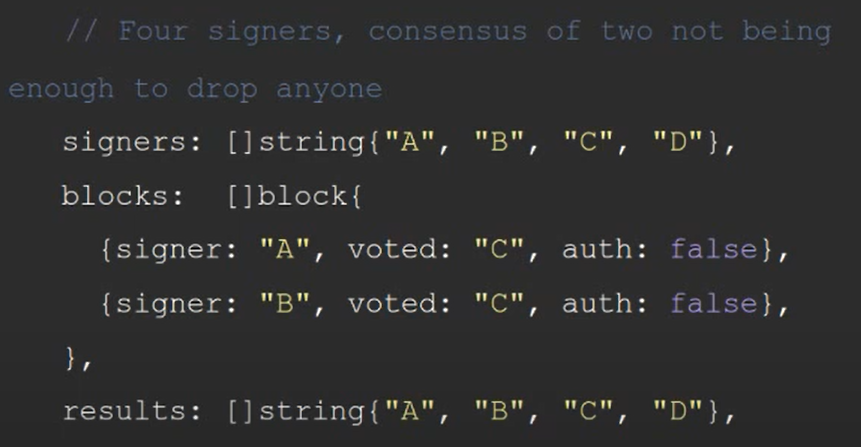 // Four signers, consensus of two not being
enough to drop anyone
signers: []string{"A", "B", "C", "D"},
blocks:  []block{
{signer: "A", voted: "C", auth: false},
{signer: "B", voted: "C", auth: false},
},
results: []string{"A", "B", "C", "D"},